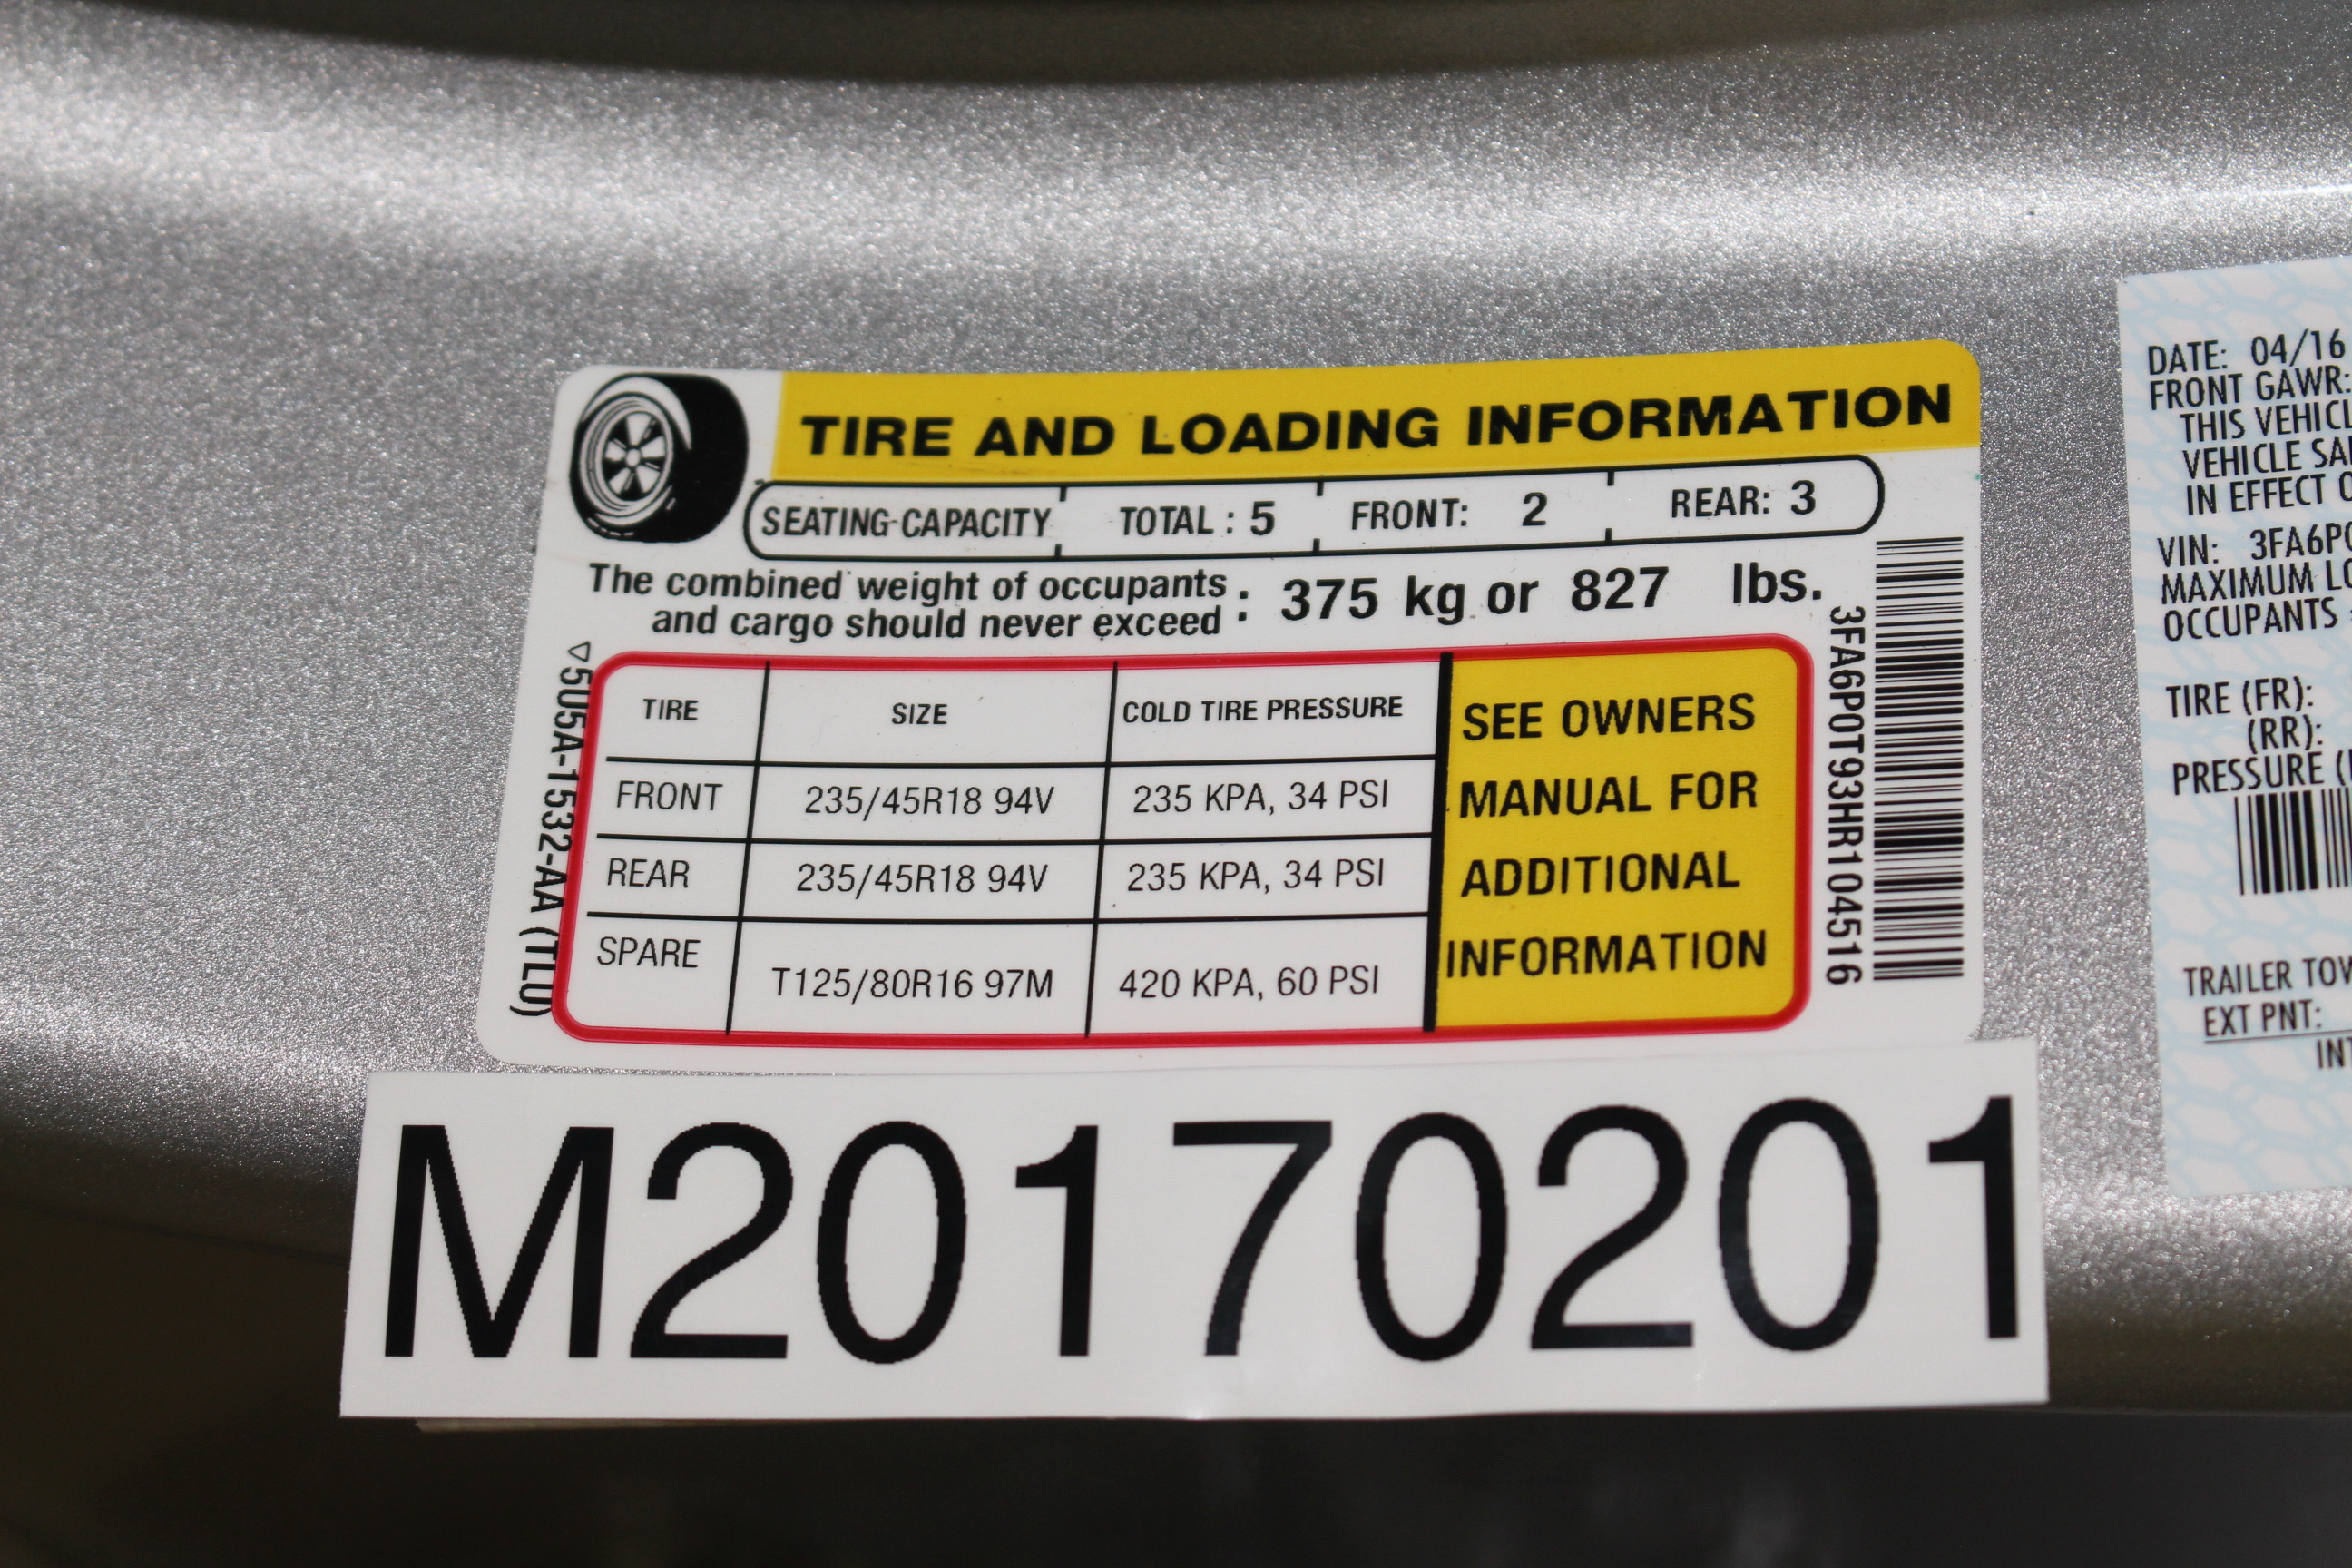 TIRE AND LOADING INFORMATION
SEATING CAPACITY TOTAL : 5 FRONT: 2 REAR: 3
The combined weight of occupants
and cargo should never exceed : 375 kg or 827 lbs.
TIRE SIZE COLD TIRE PRESSURE
FRONT 235/45R18 94V 235 KPA, 34 PSI
REAR 235/45R18 94V 235 KPA, 34 PSI
SPARE T125/80R16 97M 420 KPA, 60 PSI
SEE OWNERS
MANUAL FOR
ADDITIONAL
INFORMATION
5U5A-1532-AA (TLU)
3FA6P0T93HR104516
M20170201
DATE: 04/16
FRONT GAWR:
THIS VEHICL
VEHICLE SA
IN EFFECT
VIN: 3FA6P
MAXIMUM LO
OCCUPANTS
TIRE (FR):
(RR):
PRESSURE (
TRAILER TOW
EXT PNT:
INT